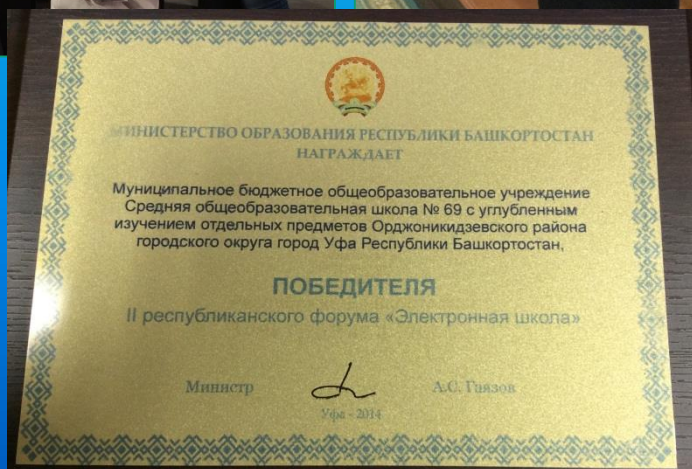 МИНИСТЕРСТВО ОБРАЗОВАНИЯ РЕСПУБЛИКИ БАШКОРТОСТАН
НАГРАЖДАЕТ
Муниципальное бюджетное общеобразовательное учреждение
Средняя общеобразовательная школа № 69 с углубленным
изучением отдельных предметов Орджоникидзевского района
городского округа город Уфа Республики Башкортостан,
ПОБЕДИТЕЛЯ
II республиканского форума «Электронная школа»
Министр А.С. Гаязов
Уфа - 2014